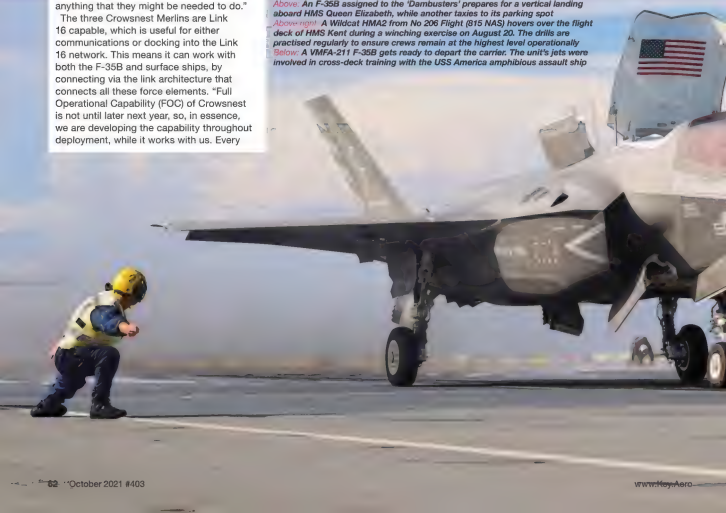 anything that they might be needed to do."
The three Crowsnest Merlins are Link
16 capable, which is useful for either
communications or docking into the Link
16 network. This means it can work with
both the F-35B and surface ships, by
connecting via the link architecture that
connects all these force elements. "Full
Operational Capability (FOC) of Crowsnest
is not until later next year, so, in essence,
we are developing the capability throughout
deployment, while it works with us. Every
Above: An F-35B assigned to the 'Dambusters' prepares for a vertical landing
aboard HMS Queen Elizabeth, while another taxies to its parking spot
Above right: A Wildcat HMA2 from No 206 Flight (815 NAS) hovers over the flight
deck of HMS Kent during a winching exercise on August 20. The drills are
practised regularly to ensure crews remain at the highest level operationally
Below: A VMFA-211 F-35B gets ready to depart the carrier. The unit's jets were
involved in cross-deck training with the USS America amphibious assault ship
62 October 2021 #403
www.Key.Aero